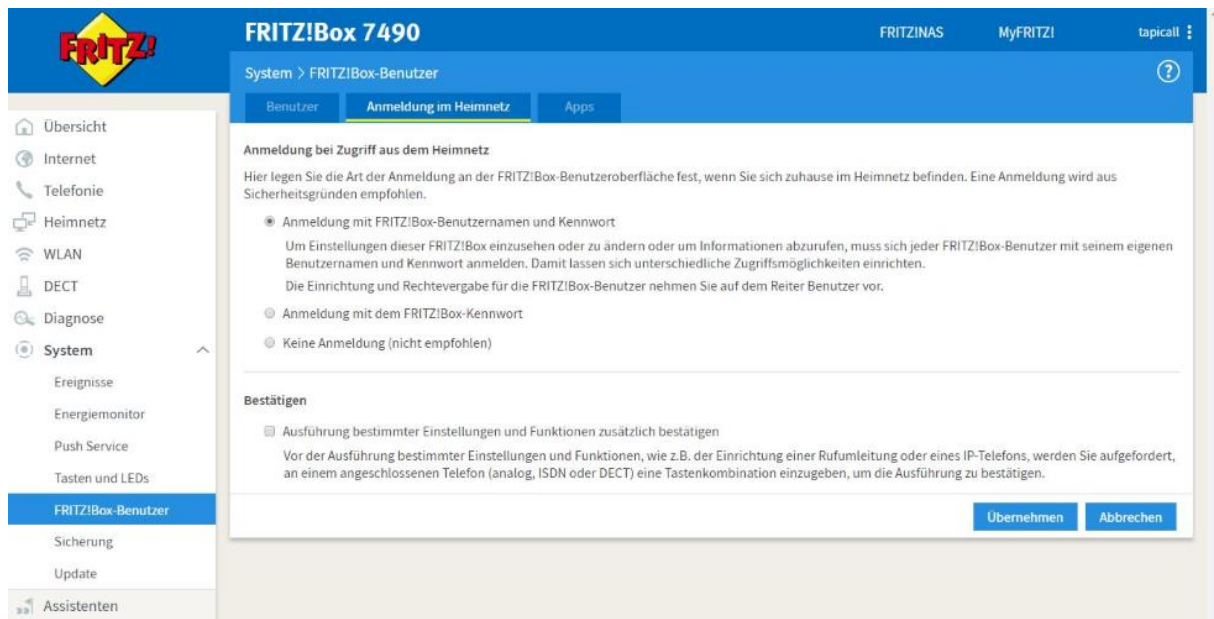 FRITZ!
FRITZ!Box 7490
FRITZ!NAS
MyFRITZ!
tapicall
System > FRITZ!Box-Benutzer
?
Benutzer
Anmeldung im Heimnetz
Apps
Übersicht
Internet
Telefonie
Heimnetz
WLAN
DECT
Diagnose
System
Ereignisse
Energiemonitor
Push Service
Tasten und LEDs
FRITZ!Box-Benutzer
Sicherung
Update
Assistenten
Anmeldung bei Zugriff aus dem Heimnetz
Hier legen Sie die Art der Anmeldung an der FRITZ!Box-Benutzeroberfläche fest, wenn Sie sich zuhause im Heimnetz befinden. Eine Anmeldung wird aus
Sicherheitsgründen empfohlen.
Anmeldung mit FRITZ!Box-Benutzernamen und Kennwort
Um Einstellungen dieser FRITZ!Box einzusehen oder zu ändern oder um Informationen abzurufen, muss sich jeder FRITZ!Box-Benutzer mit seinem eigenen
Benutzernamen und Kennwort anmelden. Damit lassen sich unterschiedliche Zugriffsmöglichkeiten einrichten.
Die Einrichtung und Rechtevergabe für die FRITZ!Box-Benutzer nehmen Sie auf dem Reiter Benutzer vor.
Anmeldung mit dem FRITZ!Box-Kennwort
Keine Anmeldung (nicht empfohlen)
Bestätigen
Ausführung bestimmter Einstellungen und Funktionen zusätzlich bestätigen
Vor der Ausführung bestimmter Einstellungen und Funktionen, wie z.B. der Einrichtung einer Rufumleitung oder eines IP-Telefons, werden Sie aufgefordert,
an einem angeschlossenen Telefon (analog, ISDN oder DECT) eine Tastenkombination einzugeben, um die Ausführung zu bestätigen.
Übernehmen
Abbrechen